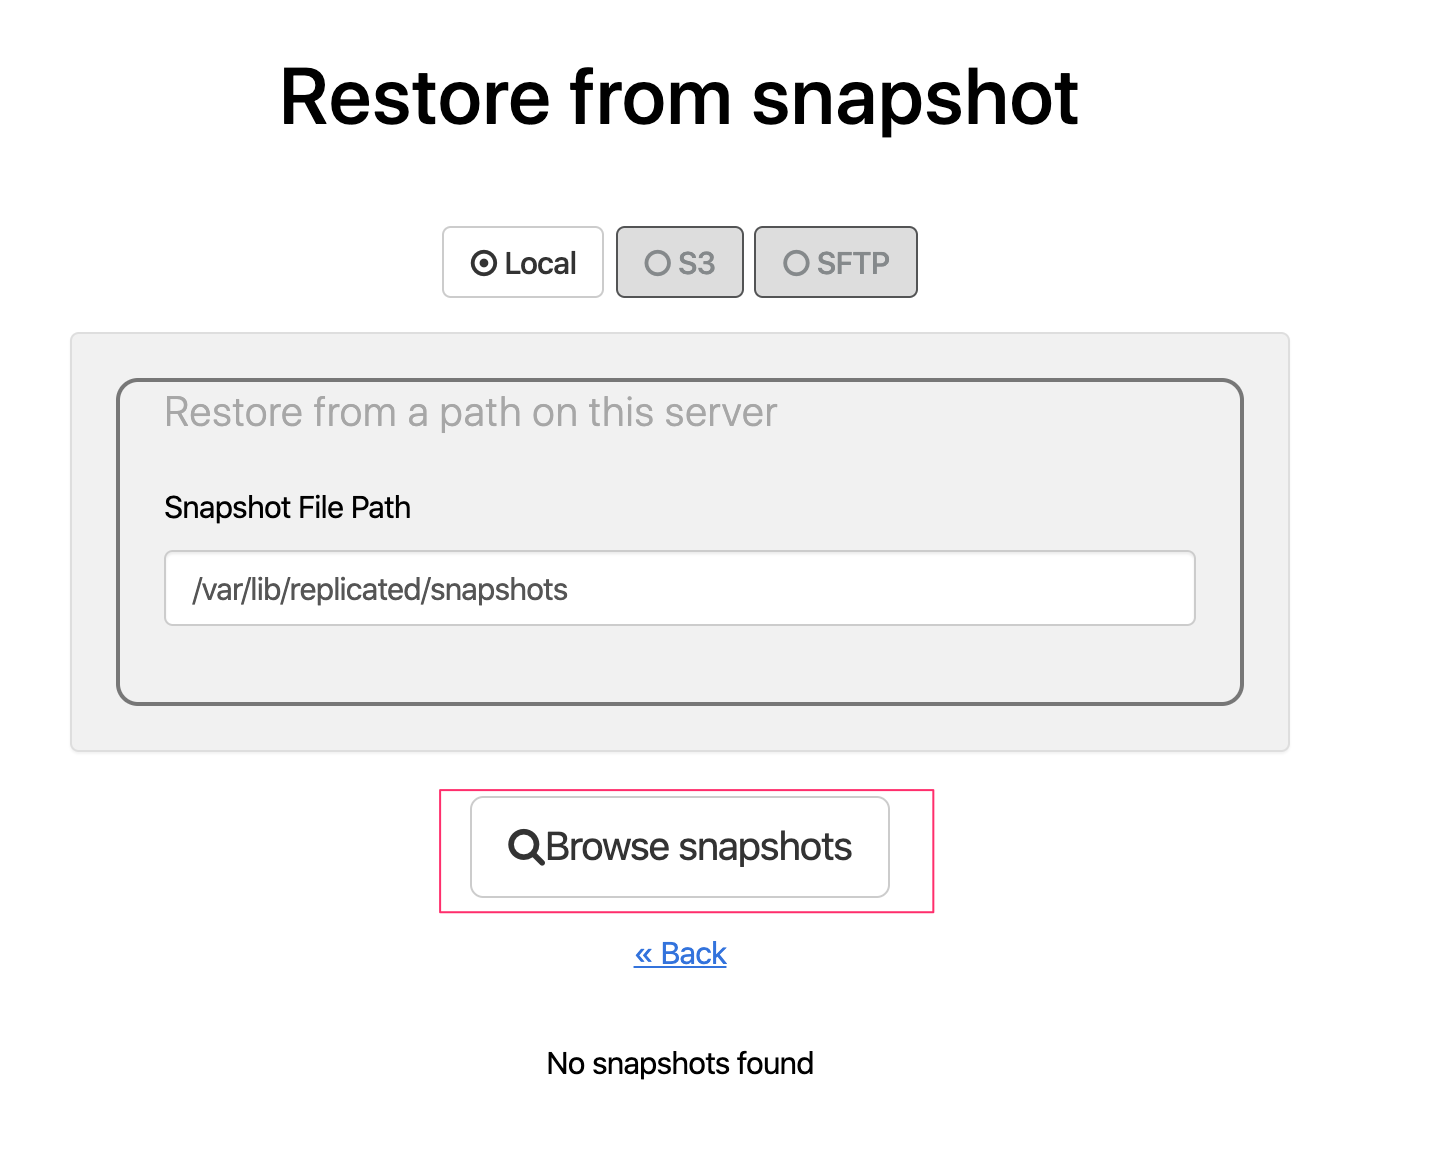 Restore from snapshot
Local S3 SFTP
Restore from a path on this server
Snapshot File Path
/var/lib/replicated/snapshots
Browse snapshots
« Back
No snapshots found